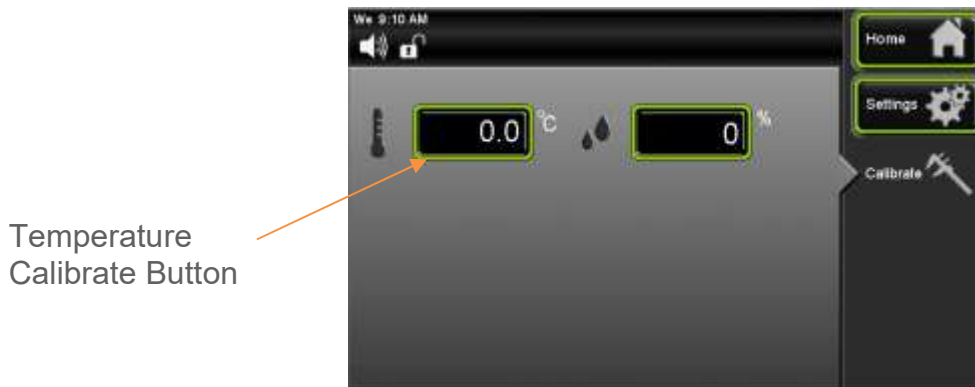 We 9:10 AM
Home
Settings
0.0 °C
0 %
Calibrate
Temperature
Calibrate Button